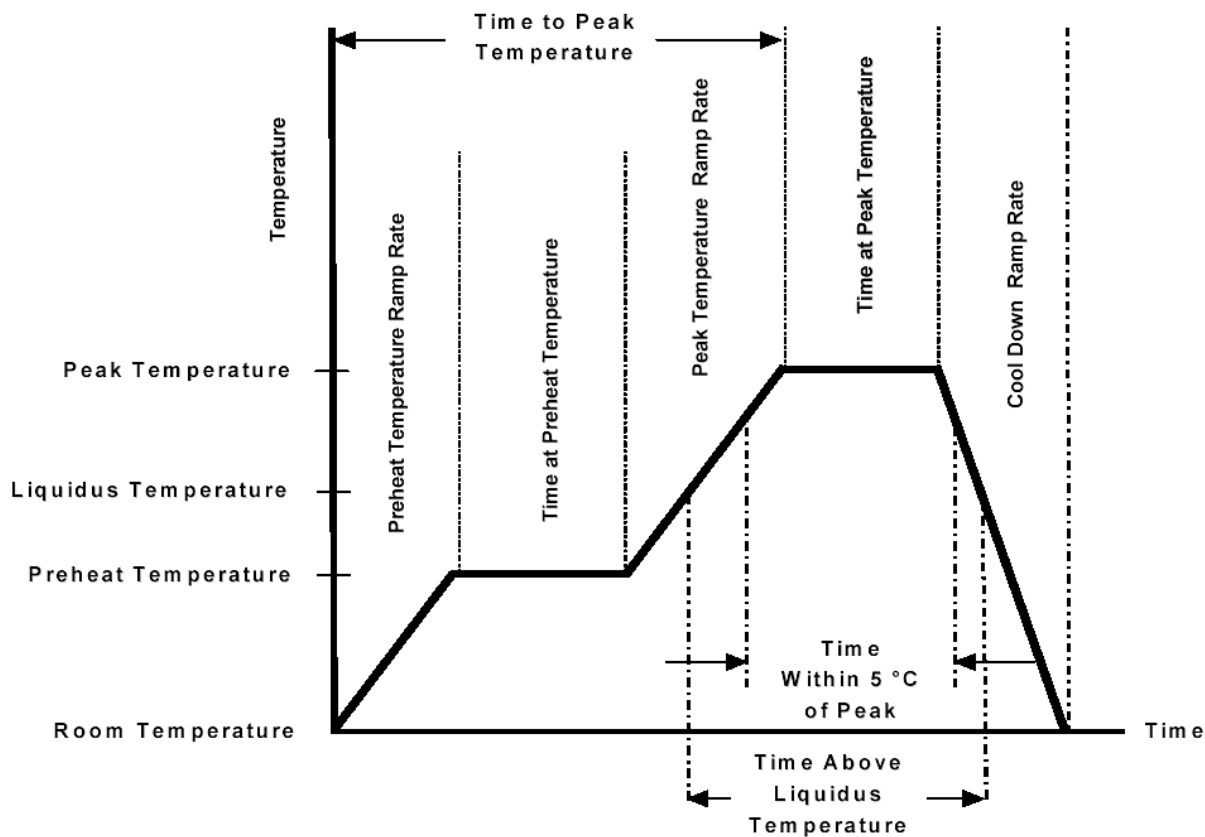 Time to Peak
Temperature
Temperature
Preheat Temperature Ramp Rate
Time at Preheat Temperature
Peak Temperature Ramp Rate
Time at Peak Temperature
Cool Down Ramp Rate
Peak Temperature
Liquidus Temperature
Preheat Temperature
Room Temperature
Time
Within 5 °C
of Peak
Time
Time Above
Liquidus
Temperature